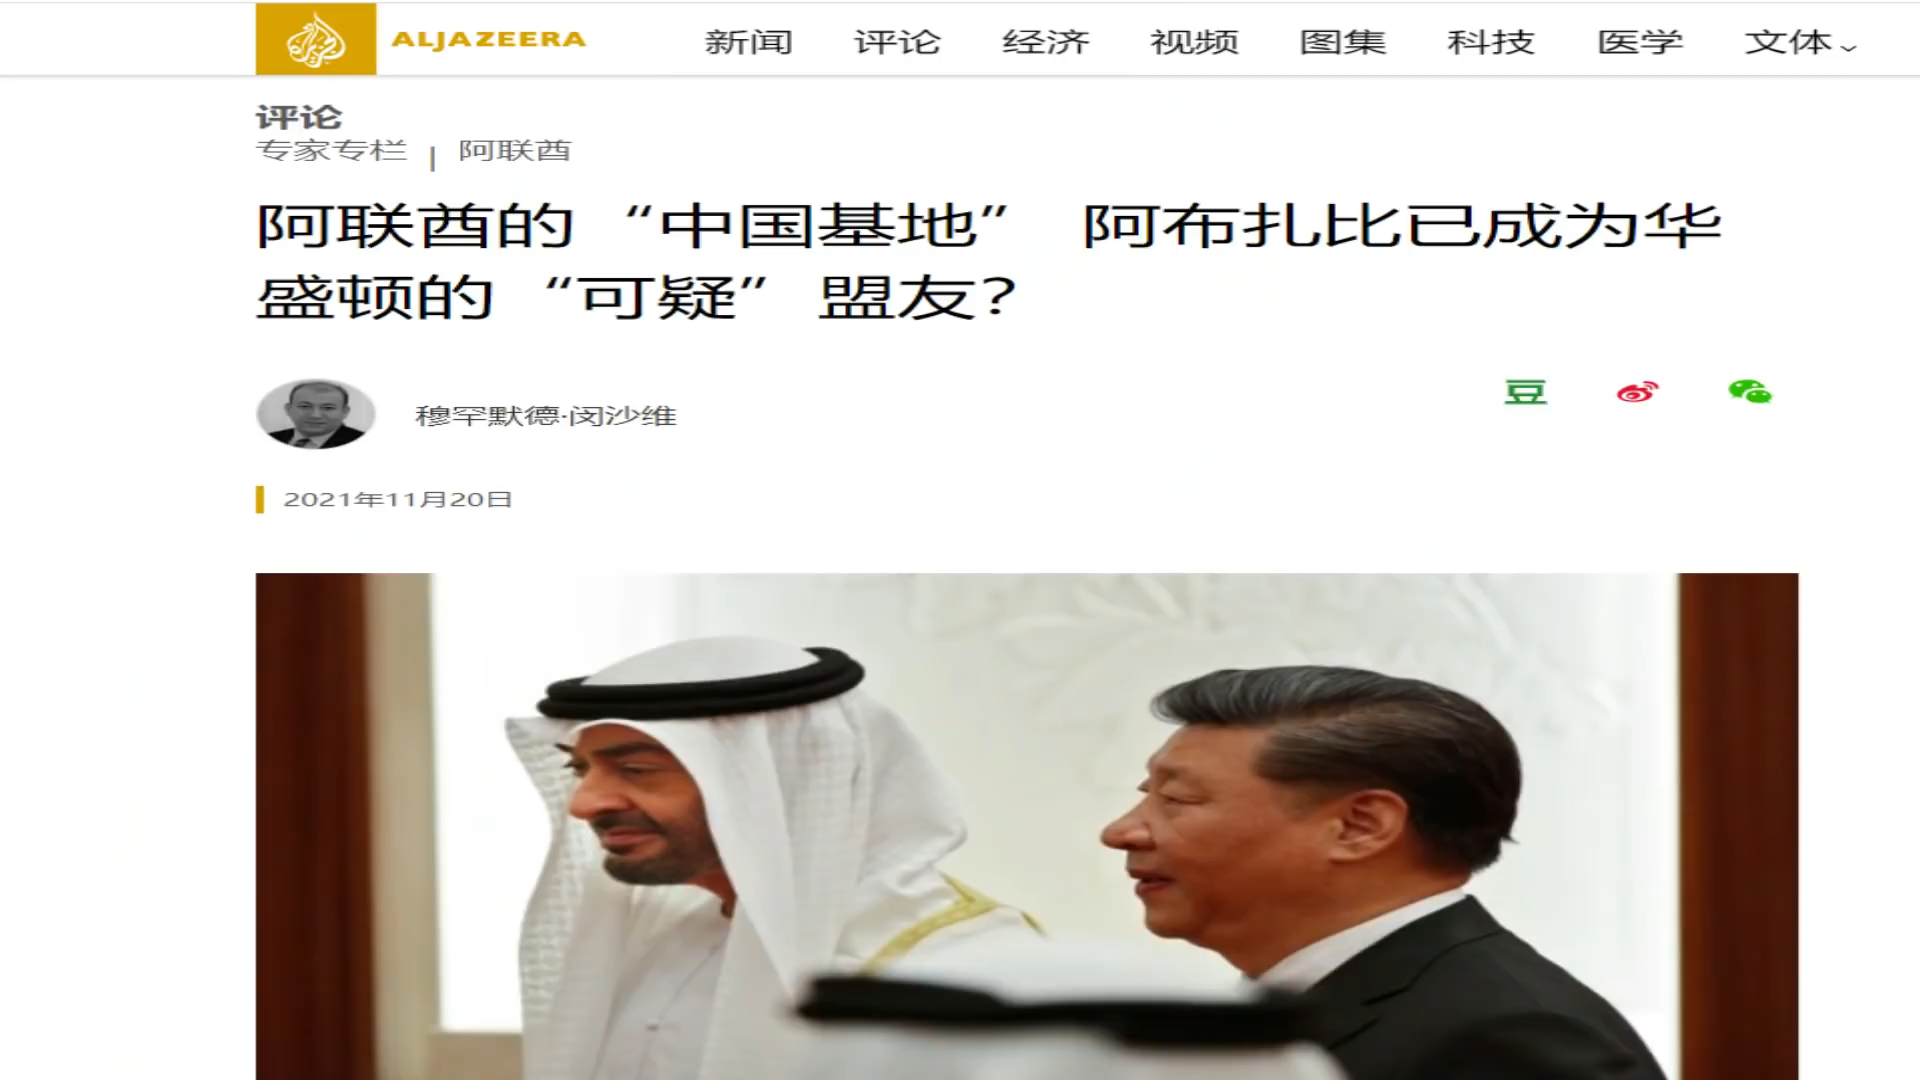 ALJAZEERA 新闻 评论 经济 视频 图集 科技 医学 文体
评论
专家专栏 | 阿联酋
阿联酋的“中国基地” 阿布扎比已成为华
盛顿的“可疑”盟友?
穆罕默德·闵沙维
豆
2021年11月20日